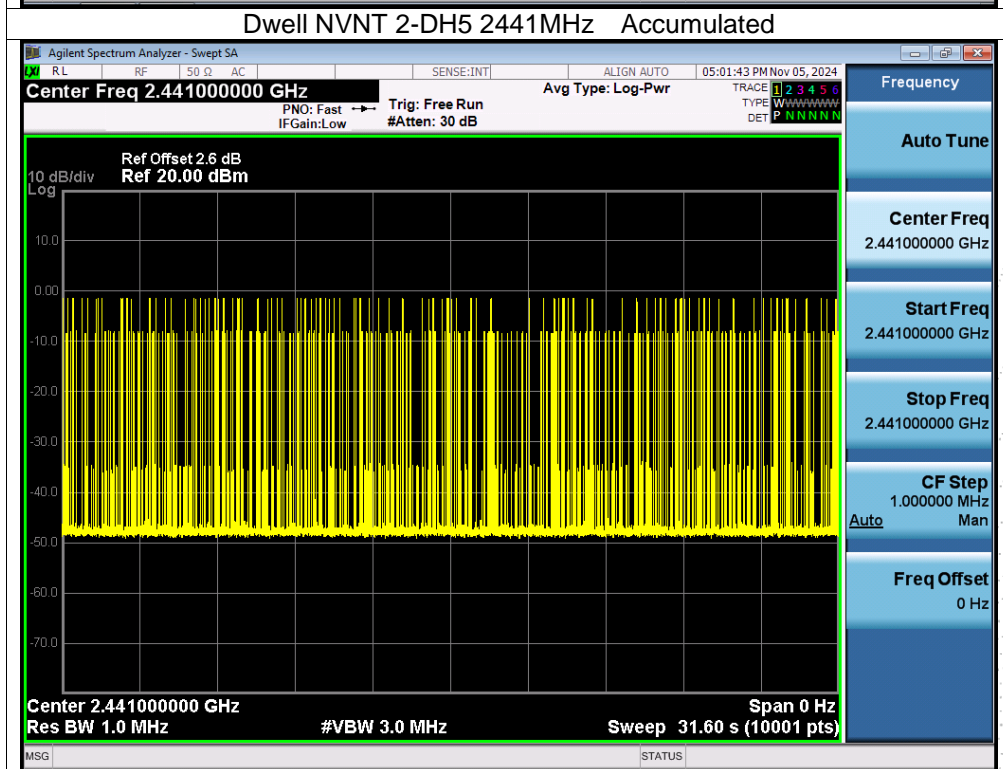 Dwell NVNT 2-DH5 2441MHz Accumulated
Agilent Spectrum Analyzer - Swept SA
LXI RL RF 50 Ω AC SENSE:INT ALIGN AUTO 05:01:43 PM Nov 05, 2024
Center Freq 2.441000000 GHz
PNO: Fast
IFGain:Low
Trig: Free Run
#Atten: 30 dB
Avg Type: Log-Pwr
TRACE 1 2 3 4 5 6
TYPE WWWWWWW
DET P N N N N N
Ref Offset 2.6 dB
10 dB/div Ref 20.00 dBm
Log
10.0
0.00
-10.0
-20.0
-30.0
-40.0
-50.0
-60.0
-70.0
Center 2.441000000 GHz Span 0 Hz
Res BW 1.0 MHz #VBW 3.0 MHz Sweep 31.60 s (10001 pts)
MSG STATUS
Frequency
Auto Tune
Center Freq
2.441000000 GHz
Start Freq
2.441000000 GHz
Stop Freq
2.441000000 GHz
CF Step
1.000000 MHz
Auto Man
Freq Offset
0 Hz